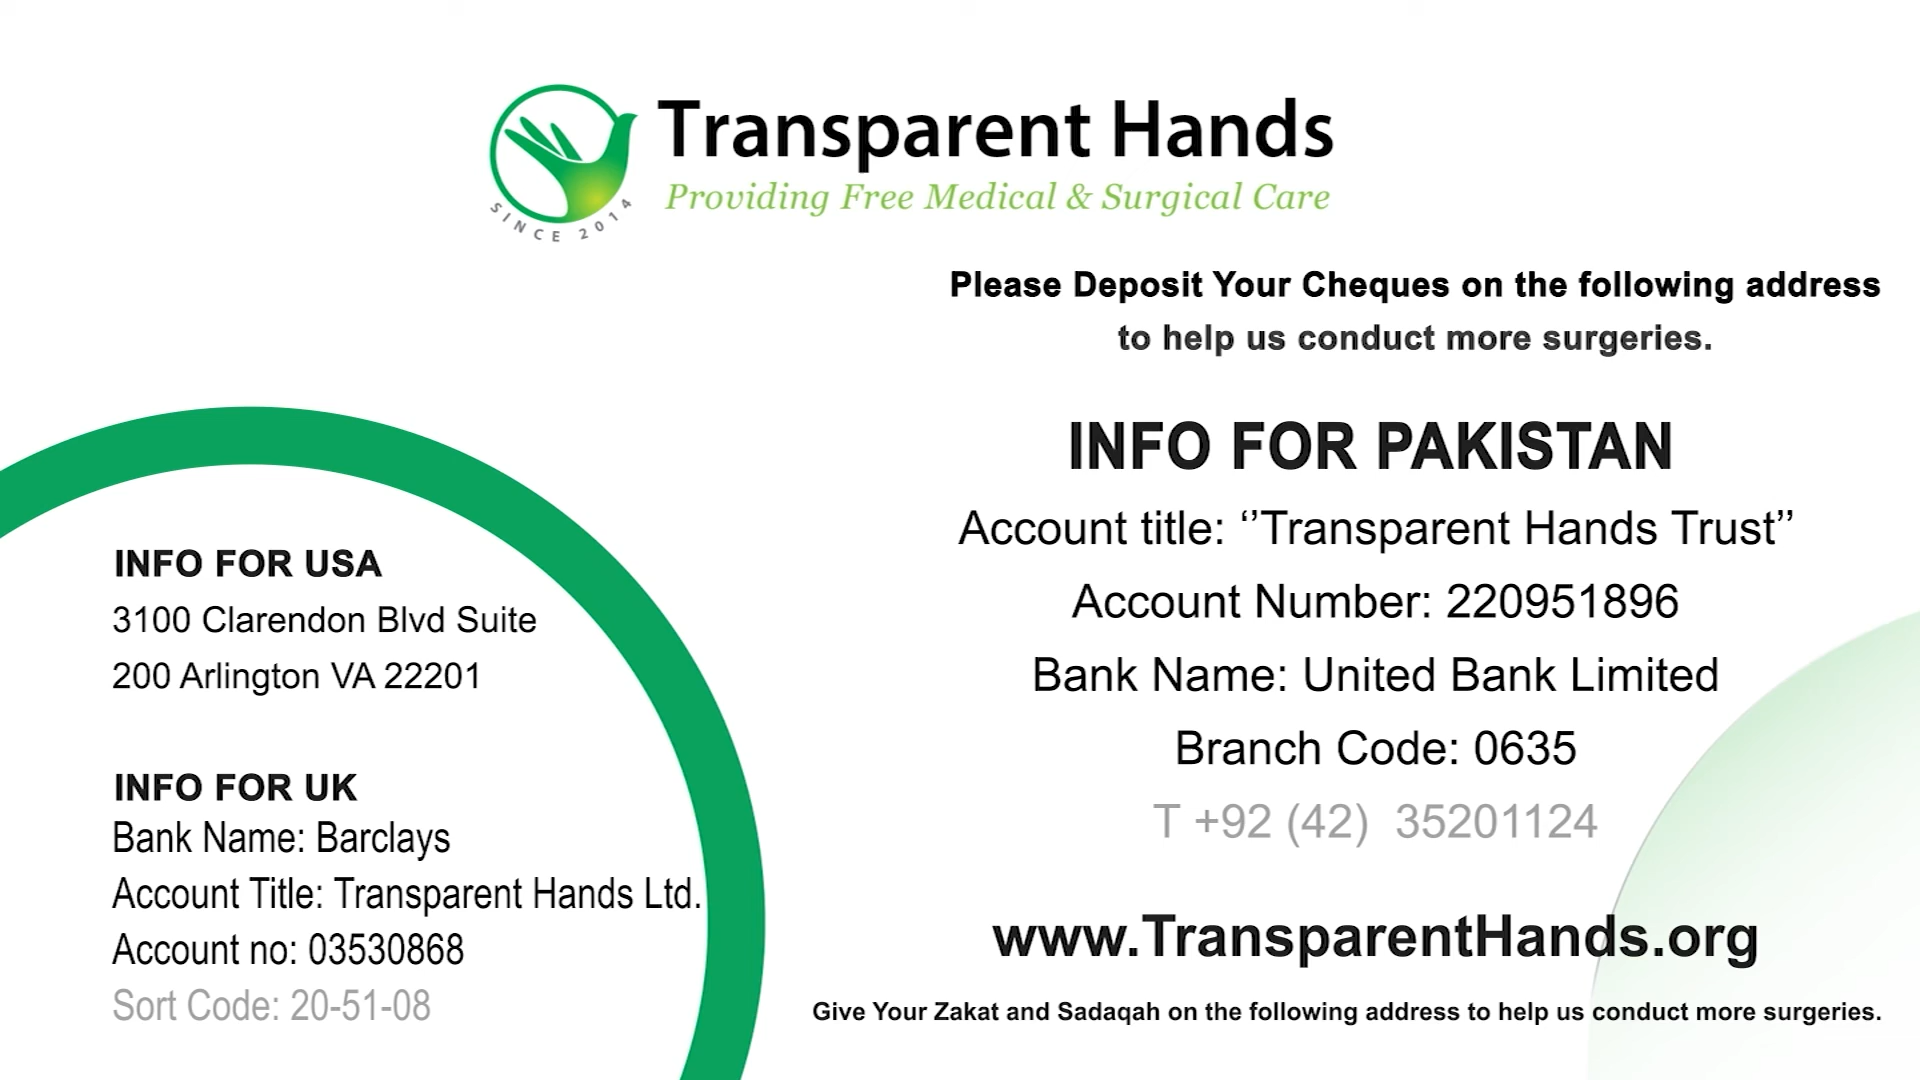 Transparent Hands
Providing Free Medical & Surgical Care
SINCE 2014
Please Deposit Your Cheques on the following address
to help us conduct more surgeries.
INFO FOR PAKISTAN
Account title: ‘’Transparent Hands Trust’’
Account Number: 220951896
Bank Name: United Bank Limited
Branch Code: 0635
T +92 (42) 35201124
www.TransparentHands.org
Give Your Zakat and Sadaqah on the following address to help us conduct more surgeries.
INFO FOR USA
3100 Clarendon Blvd Suite
200 Arlington VA 22201
INFO FOR UK
Bank Name: Barclays
Account Title: Transparent Hands Ltd.
Account no: 03530868
Sort Code: 20-51-08